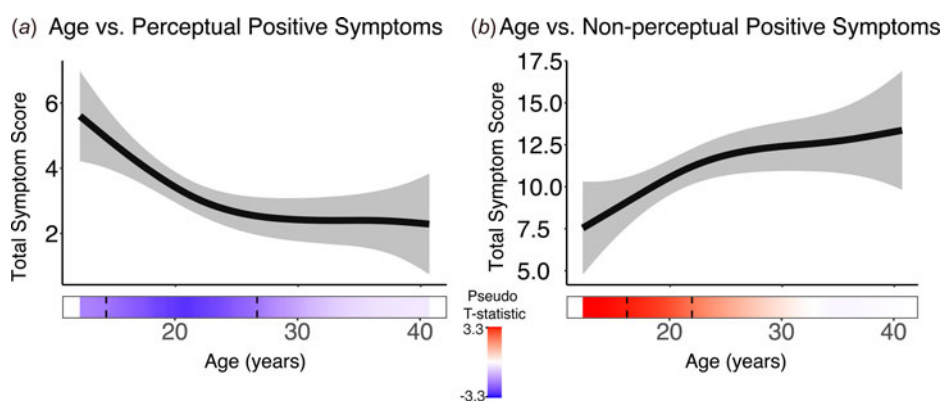 (a) Age vs. Perceptual Positive Symptoms
Total Symptom Score
6
4
2
20
30
40
Age (years)
Pseudo
T-statistic
3.3
-3.3
(b) Age vs. Non-perceptual Positive Symptoms
Total Symptom Score
17.5
15.0
12.5
10.0
7.5
5.0
20
30
40
Age (years)